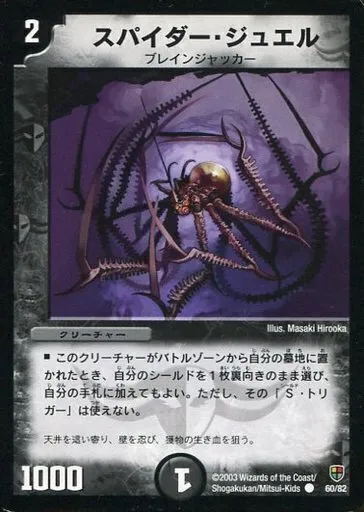 2
スパイダー・ジュエル
ブレインジャッカー
Illus. Masaki Hirooka
クリーチャー
■ このクリーチャーがバトルゾーンから自分の墓地に置
かれたとき、自分のシールドを1枚裏向きのまま選び、
自分の手札に加えてもよい。ただし、その「S・トリ
ガー」は使えない。
天井を這い寄り、壁を忍び、獲物の生き血を狙う。
1000
1
©2003 Wizards of the Coast/
Shogakukan/Mitsui-Kids
60/82